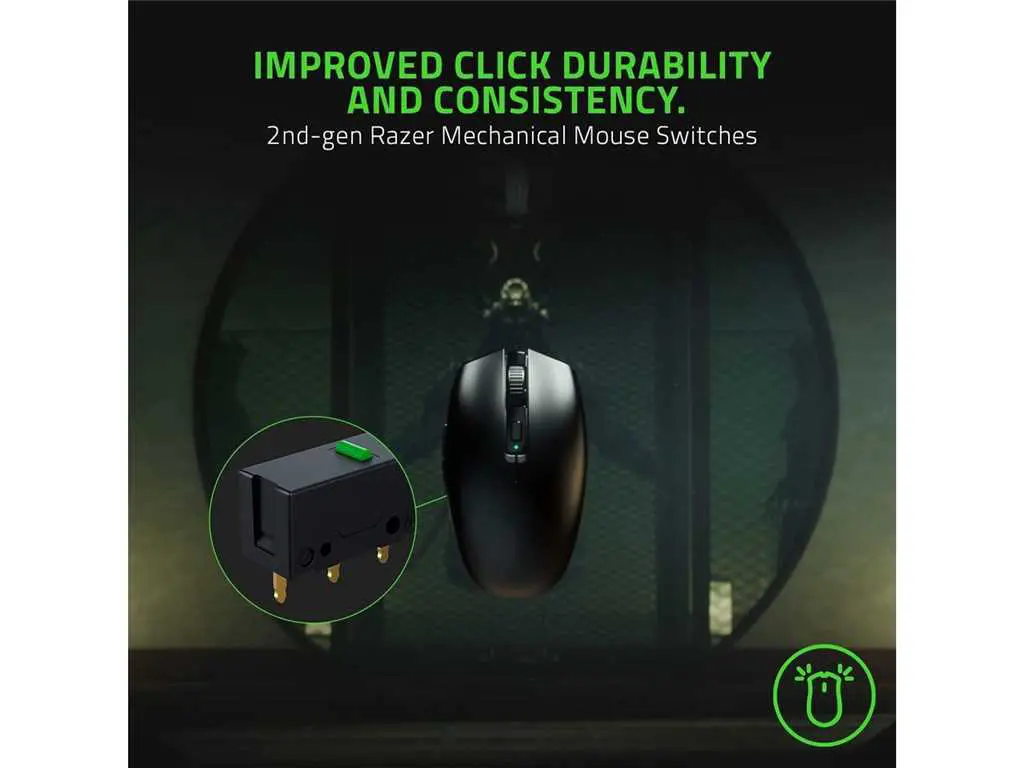 IMPROVED CLICK DURABILITY
AND CONSISTENCY.
2nd-gen Razer Mechanical Mouse Switches